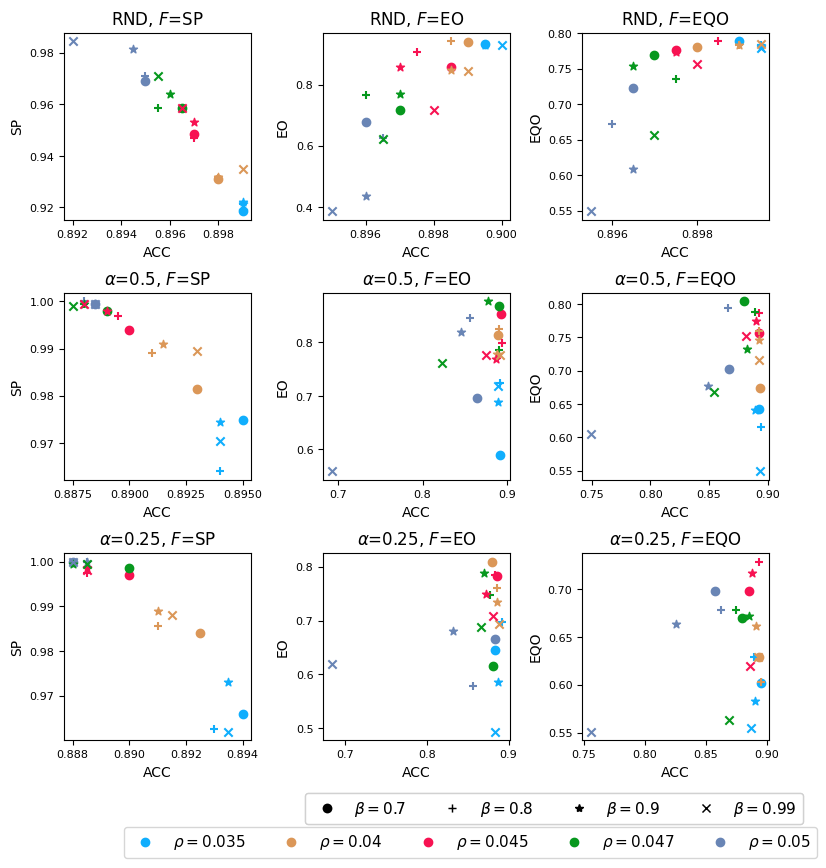 RND, F=SP RND, F=EO RND, F=EQO
0.98 0.96 0.94 0.92
SP
0.892 0.894 0.896 0.898
ACC
0.8 0.6 0.4
EO
0.896 0.898 0.900
ACC
0.80 0.75 0.70 0.65 0.60 0.55
EQO
0.896 0.898
ACC
α=0.5, F=SP α=0.5, F=EO α=0.5, F=EQO
1.00 0.99 0.98 0.97
SP
0.8875 0.8900 0.8925 0.8950
ACC
0.8 0.7 0.6
EO
0.7 0.8 0.9
ACC
0.80 0.75 0.70 0.65 0.60 0.55
EQO
0.75 0.80 0.85 0.90
ACC
α=0.25, F=SP α=0.25, F=EO α=0.25, F=EQO
1.00 0.99 0.98 0.97
SP
0.888 0.890 0.892 0.894
ACC
0.8 0.7 0.6 0.5
EO
0.7 0.8 0.9
ACC
0.70 0.65 0.60 0.55
EQO
0.75 0.80 0.85 0.90
ACC
β = 0.7 β = 0.8 β = 0.9 β = 0.99
ρ = 0.035 ρ = 0.04 ρ = 0.045 ρ = 0.047 ρ = 0.05